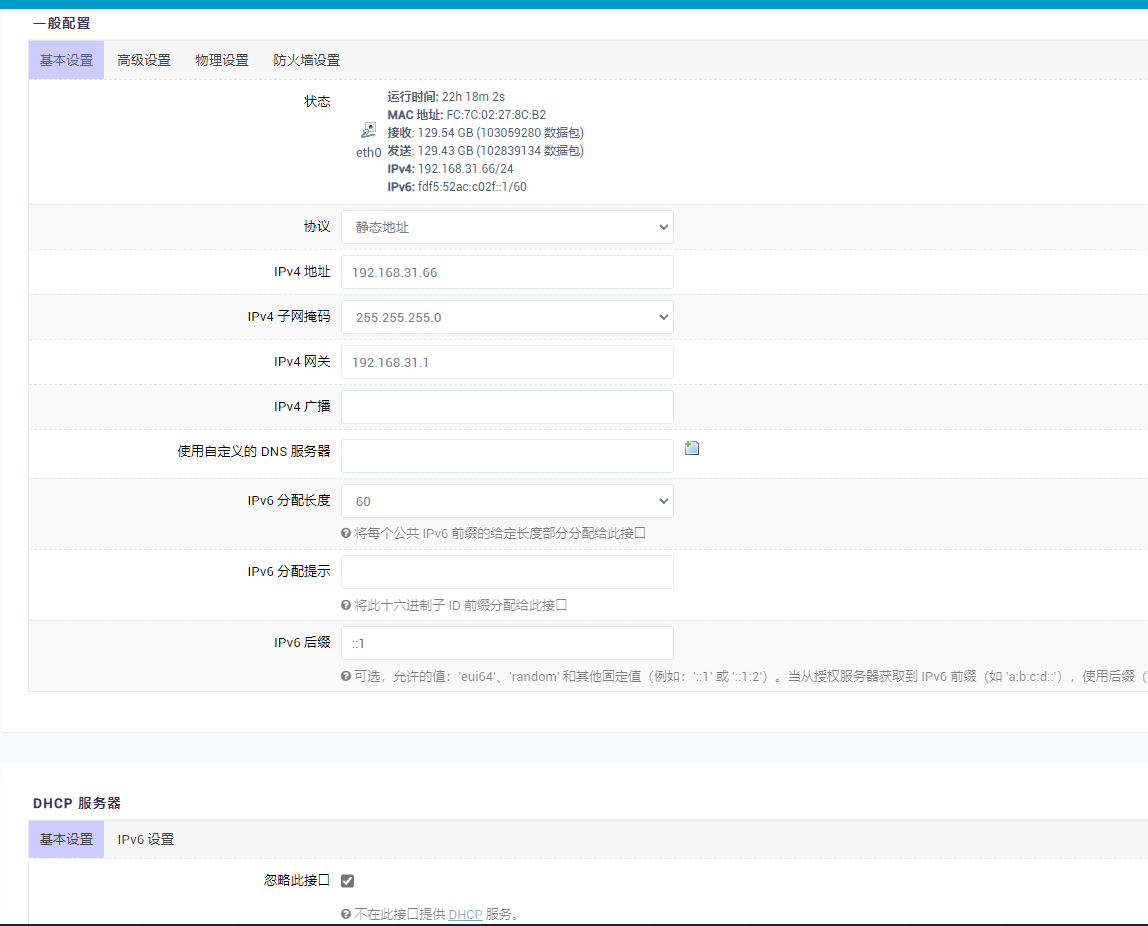 一般配置
基本设置 高级设置 物理设置 防火墙设置
状态
eth0
运行时间: 22h 18m 2s
MAC 地址: FC:7C:02:27:8C:B2
接收: 129.54 GB (103059280 数据包)
发送: 129.43 GB (102839134 数据包)
IPv4: 192.168.31.66/24
IPv6: fdf5:52ac:c02f::1/60
协议 静态地址
IPv4 地址 192.168.31.66
IPv4 子网掩码 255.255.255.0
IPv4 网关 192.168.31.1
IPv4 广播
使用自定义的 DNS 服务器
IPv6 分配长度 60
将每个公共 IPv6 前缀的给定长度部分分配给此接口
IPv6 分配提示
将此十六进制子 ID 前缀分配给此接口
IPv6 后缀 ::1
可选，允许的值：'eui64'、'random' 和其他固定值（例如：'::1' 或 '::1:2'）。当从授权服务器获取到 IPv6 前缀（如 'a:b:c:d::'），使用后缀（
DHCP 服务器
基本设置 IPv6 设置
忽略此接口
不在此接口提供 DHCP 服务。